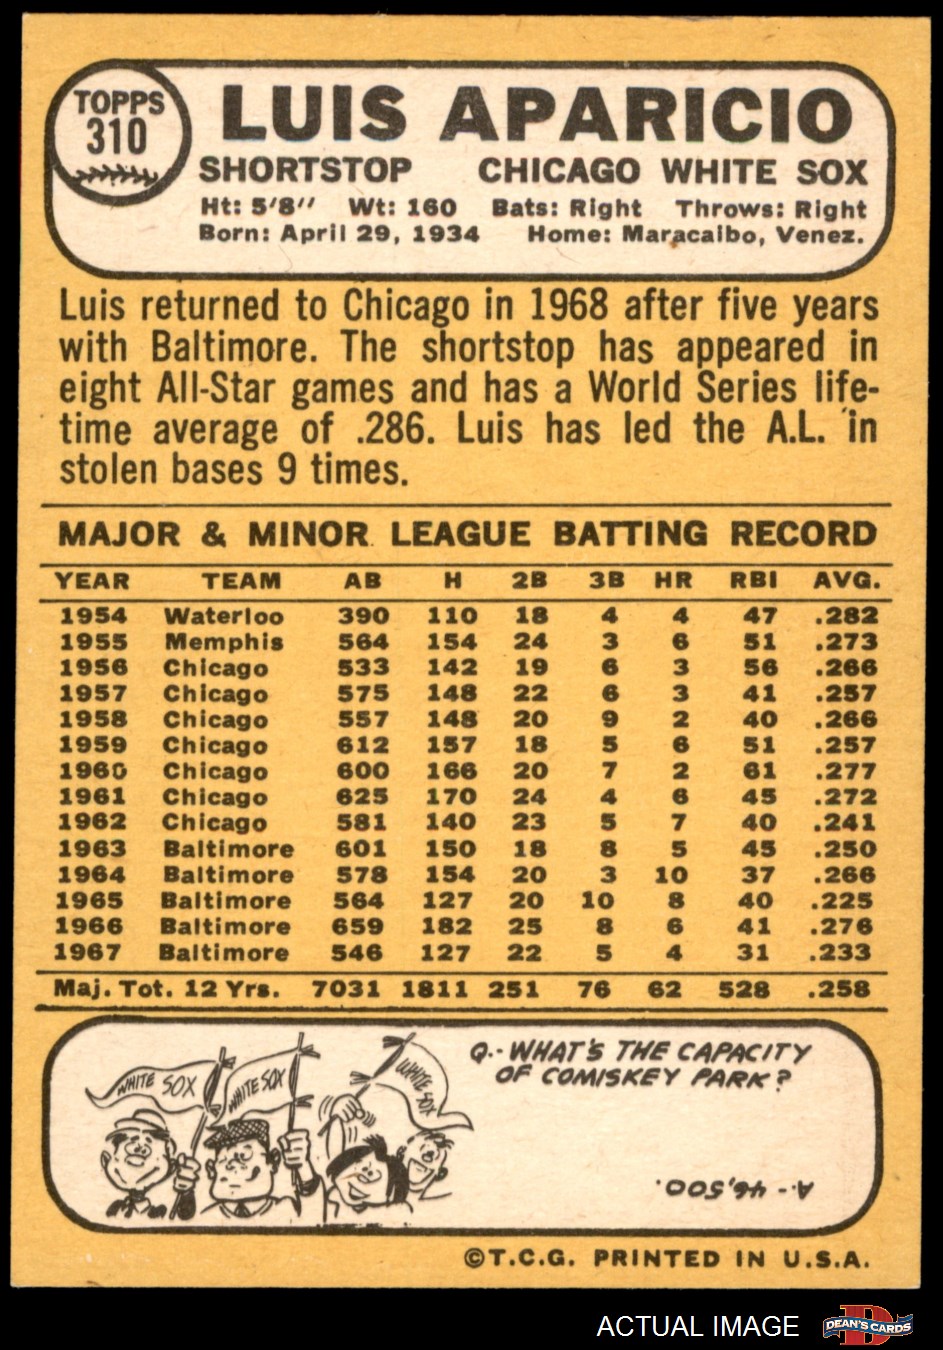 TOPPS
310
LUIS APARICIO
SHORTSTOP CHICAGO WHITE SOX
Ht: 5'8'' Wt: 160 Bats: Right Throws: Right
Born: April 29, 1934 Home: Maracaibo, Venez.
Luis returned to Chicago in 1968 after five years
with Baltimore. The shortstop has appeared in
eight All-Star games and has a World Series life-
time average of .286. Luis has led the A.L. in
stolen bases 9 times.
MAJOR & MINOR LEAGUE BATTING RECORD
YEAR TEAM AB H 2B 3B HR RBI AVG.
1954 Waterloo 390 110 18 4 4 47 .282
1955 Memphis 564 154 24 3 6 51 .273
1956 Chicago 533 142 19 6 3 56 .266
1957 Chicago 575 148 22 6 3 41 .257
1958 Chicago 557 148 20 9 2 40 .266
1959 Chicago 612 157 18 5 6 51 .257
1960 Chicago 600 166 20 7 2 61 .277
1961 Chicago 625 170 24 4 6 45 .272
1962 Chicago 581 140 23 5 7 40 .241
1963 Baltimore 601 150 18 8 5 45 .250
1964 Baltimore 578 154 20 3 10 37 .266
1965 Baltimore 564 127 20 10 8 40 .225
1966 Baltimore 659 182 25 8 6 41 .276
1967 Baltimore 546 127 22 5 4 31 .233
Maj. Tot. 12 Yrs. 7031 1811 251 76 62 528 .258
WHITE SOX
WHITE SOX
WHITE SOX
Q.-WHAT'S THE CAPACITY
OF COMISKEY PARK?
A.-46,500.
©T.C.G. PRINTED IN U.S.A.
ACTUAL IMAGE
D
DEAN'S CARDS